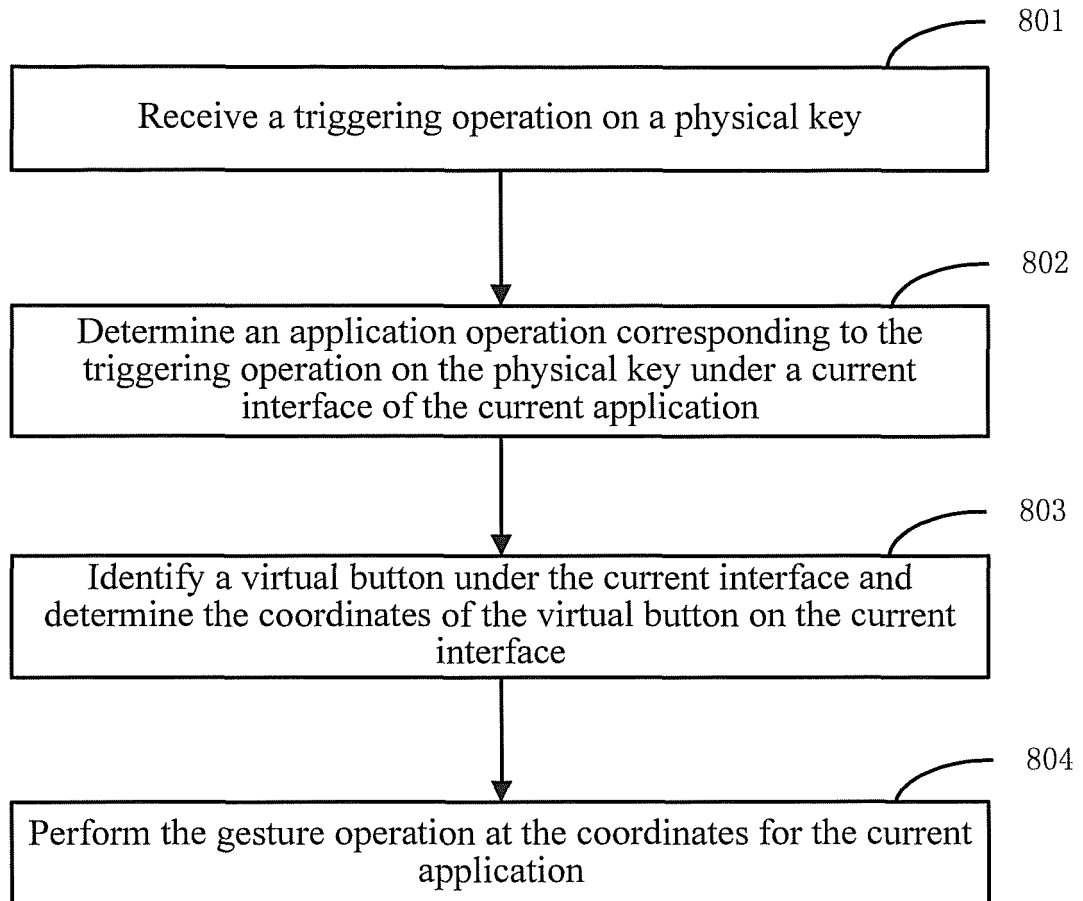 801
Receive a triggering operation on a physical key
802
Determine an application operation corresponding to the
triggering operation on the physical key under a current
interface of the current application
803
Identify a virtual button under the current interface and
determine the coordinates of the virtual button on the current
interface
804
Perform the gesture operation at the coordinates for the current
application